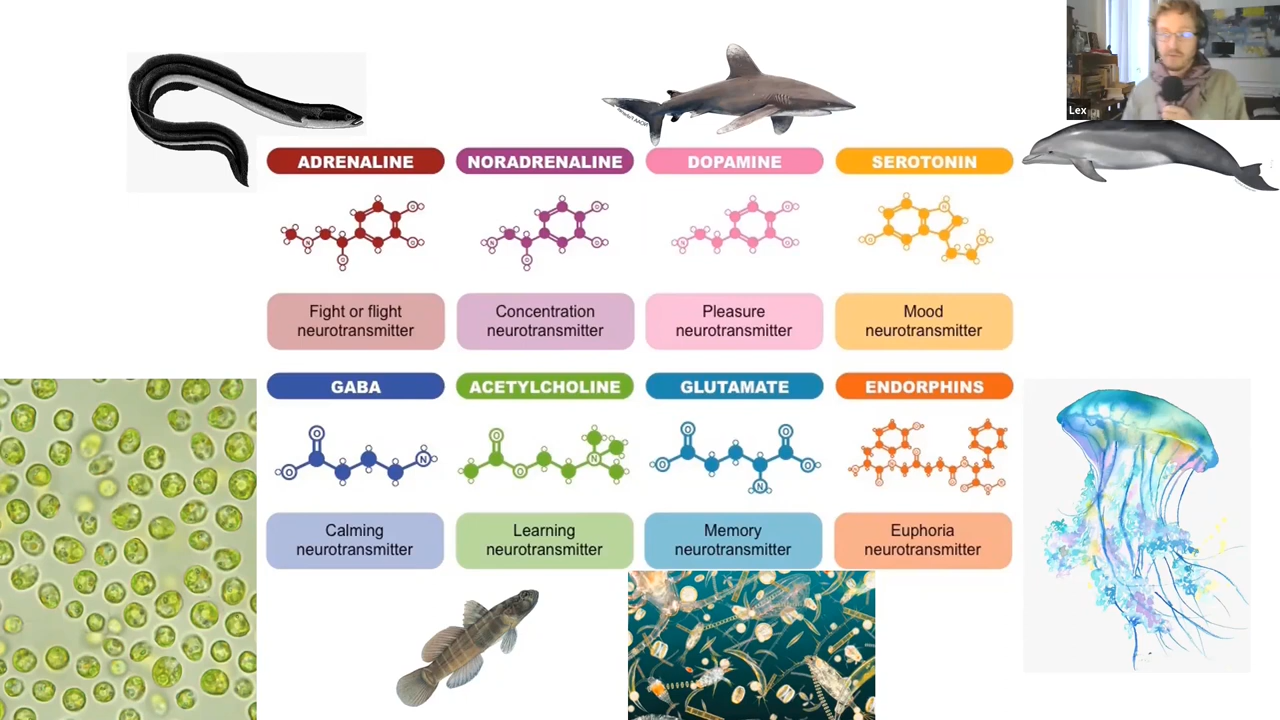 Lex
ADRENALINE
NORADRENALINE
DOPAMINE
SEROTONIN
Fight or flight
neurotransmitter
Concentration
neurotransmitter
Pleasure
neurotransmitter
Mood
neurotransmitter
GABA
ACETYLCHOLINE
GLUTAMATE
ENDORPHINS
Calming
neurotransmitter
Learning
neurotransmitter
Memory
neurotransmitter
Euphoria
neurotransmitter